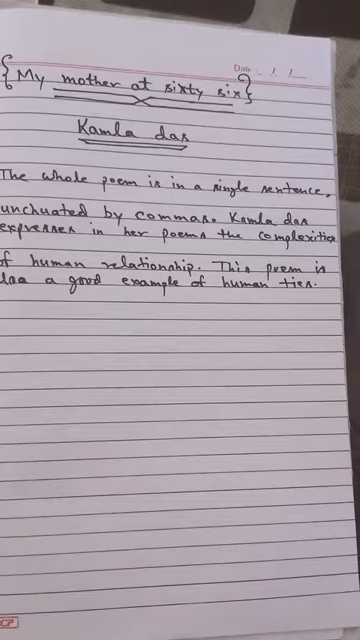 Date : / /
{My mother at sixty six}
Kamla das
The whole poem is in a single sentence,
unchuated by commas. Kamla das
expresses in her poems the complexities
of human relationship. This poem is
a good example of human ties.
CP